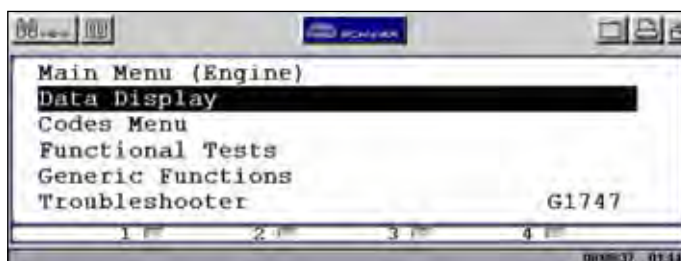 Main Menu (Engine)
Data Display
Codes Menu
Functional Tests
Generic Functions
Troubleshooter G1747
1 2 3 4